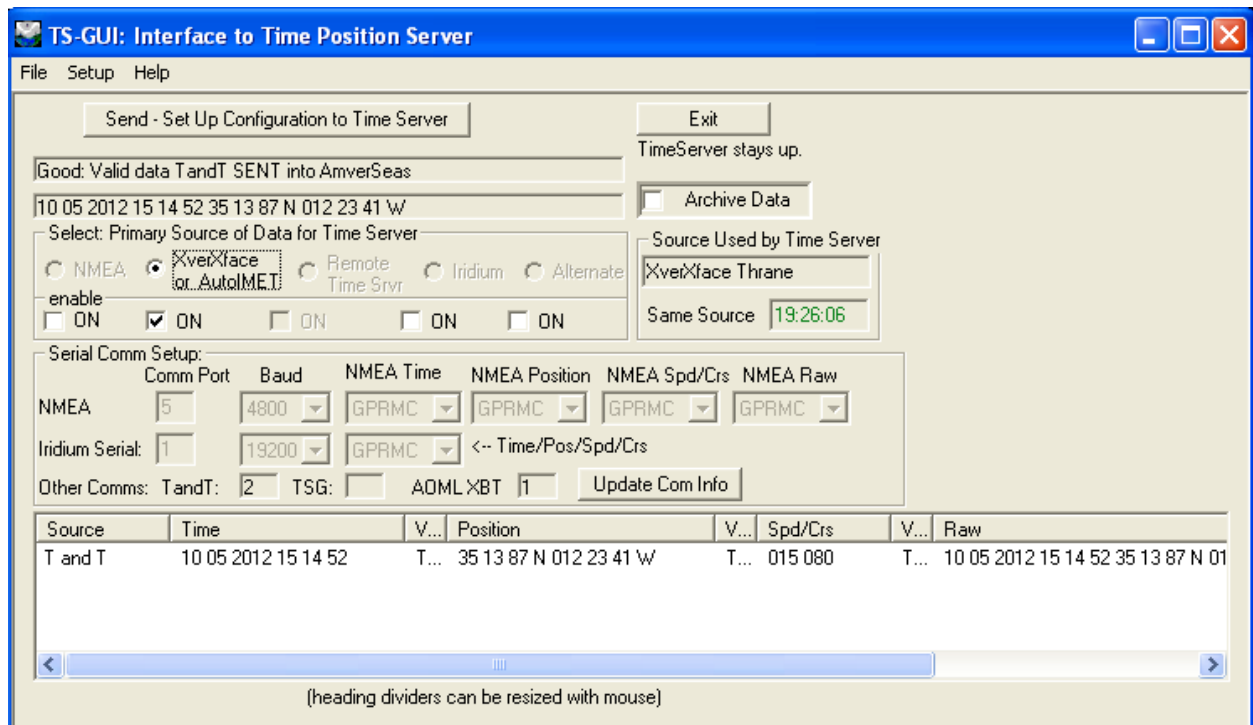 TS-GUI: Interface to Time Position Server
File Setup Help
Send - Set Up Configuration to Time Server
Exit
TimeServer stays up.
Good: Valid data TandT SENT into AmverSeas
10 05 2012 15 14 52 35 13 87 N 012 23 41 W
Archive Data
Select: Primary Source of Data for Time Server
NMEA
XverXface
or AutoIMET
Remote
Time Srvr
Iridium
Alternate
enable
ON ON ON ON ON
Source Used by Time Server
XverXface Thrane
Same Source 19:26:06
Serial Comm Setup:
Comm Port Baud NMEA Time NMEA Position NMEA Spd/Crs NMEA Raw
NMEA 5 4800 GPRMC GPRMC GPRMC GPRMC
Iridium Serial: 1 19200 GPRMC <-- Time/Pos/Spd/Crs
Other Comms: TandT: 2 TSG: AOML XBT 1 Update Com Info
Source Time V... Position V... Spd/Crs V... Raw
T and T 10 05 2012 15 14 52 T... 35 13 87 N 012 23 41 W T... 015 080 T... 10 05 2012 15 14 52 35 13 87 N 01
(heading dividers can be resized with mouse)